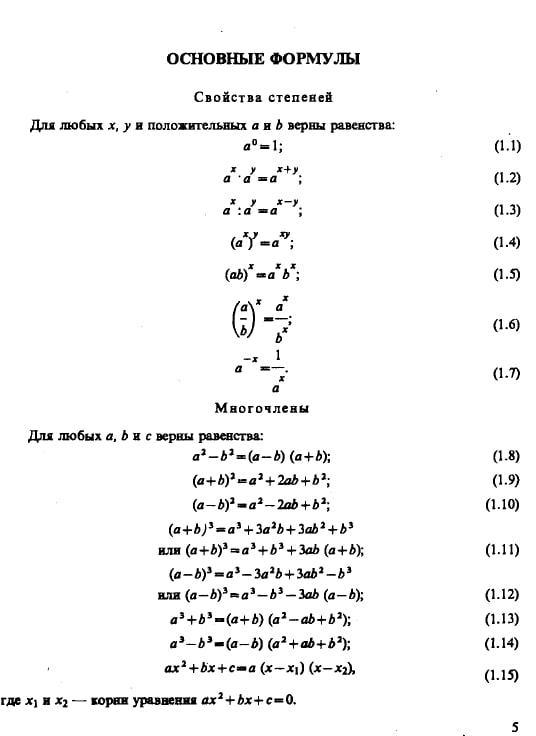 ОСНОВНЫЕ ФОРМУЛЫ
Свойства степеней
Для любых x, y и положительных a и b верны равенства:
a⁰=1; (1.1)
aˣ·aʸ=aˣ⁺ʸ; (1.2)
aˣ:aʸ=aˣ⁻ʸ; (1.3)
(aˣ)ʸ=aˣʸ; (1.4)
(ab)ˣ=aˣbˣ; (1.5)
(a/b)ˣ=aˣ/bˣ; (1.6)
a⁻ˣ=1/aˣ. (1.7)
Многочлены
Для любых a, b и c верны равенства:
a²−b²=(a−b) (a+b); (1.8)
(a+b)²=a²+2ab+b²; (1.9)
(a−b)²=a²−2ab+b²; (1.10)
(a+b)³=a³+3a²b+3ab²+b³
или (a+b)³=a³+b³+3ab (a+b); (1.11)
(a−b)³=a³−3a²b+3ab²−b³
или (a−b)³=a³−b³−3ab (a−b); (1.12)
a³+b³=(a+b) (a²−ab+b²); (1.13)
a³−b³=(a−b) (a²+ab+b²); (1.14)
ax²+bx+c=a (x−x₁) (x−x₂), (1.15)
где x₁ и x₂ — корни уравнения ax²+bx+c=0.
5